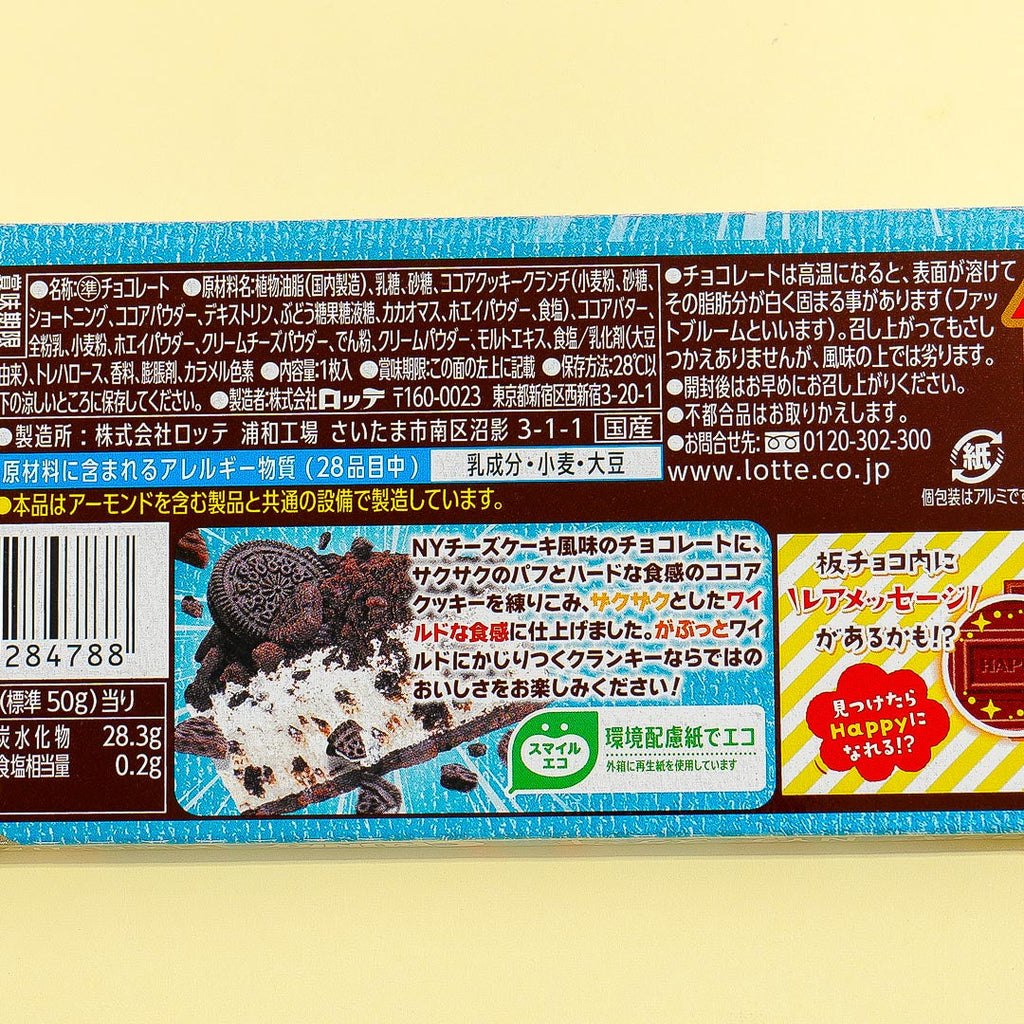 賞味期限
●名称:㊤チョコレート ●原材料名:植物油脂(国内製造)、乳糖、砂糖、ココアクッキークランチ(小麦粉、砂糖、
ショートニング、ココアパウダー、デキストリン、ぶどう糖果糖液糖、カカオマス、ホエイパウダー、食塩)、ココアバター、
全粉乳、小麦粉、ホエイパウダー、クリームチーズパウダー、でん粉、クリームパウダー、モルトエキス、食塩/乳化剤(大豆
由来)、トレハロース、香料、膨脹剤、カラメル色素 ●内容量:1枚入 ●賞味期限:この面の左上に記載 ●保存方法:28℃以
下の涼しいところに保存してください。 ●製造者:株式会社ロッテ 〒160-0023 東京都新宿区西新宿3-20-1
●製造所:株式会社ロッテ 浦和工場 さいたま市南区沼影 3-1-1 国産
原材料に含まれるアレルギー物質(28品目中) 乳成分・小麦・大豆
●本品はアーモンドを含む製品と共通の設備で製造しています。
●チョコレートは高温になると、表面が溶けて
その脂肪分が白く固まる事があります(ファッ
トブルームといいます)。召し上がってもさし
つかえありませんが、風味の上では劣ります。
●開封後はお早めにお召し上がりください。
●不都合品はお取りかえします。
●お問合せ先:0120-302-300
www.lotte.co.jp
紙
個包装はアルミです
284788
(標準50g)当り
炭水化物 28.3g
食塩相当量 0.2g
NYチーズケーキ風味のチョコレートに、
サクサクのパフとハードな食感のココア
クッキーを練りこみ、ザクザクとしたワイ
ルドな食感に仕上げました。がぶっとワイ
ルドにかじりつくクランキーならではの
おいしさをお楽しみください!
スマイル
エコ
環境配慮紙でエコ
外箱に再生紙を使用しています
板チョコ内に
レアメッセージ
があるかも!?
見つけたら
Happyに
なれる!?
HAP